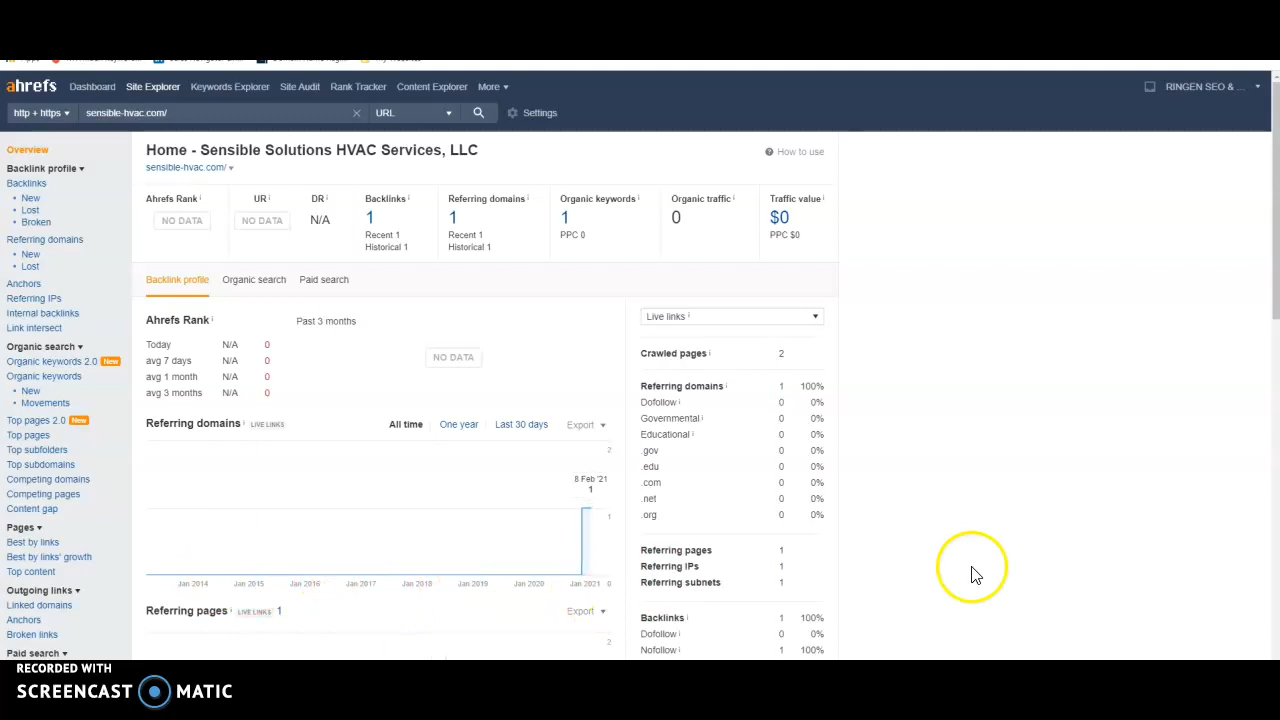 ahrefs Dashboard Site Explorer Keywords Explorer Site Audit Rank Tracker Content Explorer More RINGEN SEO & ...
http + https sensible-hvac.com/ URL Settings
Overview
Backlink profile
Backlinks
New
Lost
Broken
Referring domains
New
Lost
Anchors
Referring IPs
Internal backlinks
Link intersect
Organic search
Organic keywords 2.0 New
Organic keywords
New
Movements
Top pages 2.0 New
Top pages
Top subfolders
Top subdomains
Competing domains
Competing pages
Content gap
Pages
Best by links
Best by links' growth
Top content
Outgoing links
Linked domains
Anchors
Broken links
Paid search
Home - Sensible Solutions HVAC Services, LLC
How to use
sensible-hvac.com/
Ahrefs Rank UR DR Backlinks Referring domains Organic keywords Organic traffic Traffic value
NO DATA NO DATA N/A 1 1 1 0 $0
Recent 1 Recent 1 PPC 0 PPC $0
Historical 1 Historical 1
Backlink profile Organic search Paid search
Ahrefs Rank Past 3 months
Today N/A 0
avg 7 days N/A 0
avg 1 month N/A 0
avg 3 months N/A 0
NO DATA
Referring domains LIVE LINKS All time One year Last 30 days Export
2
8 Feb '21
1
1
Jan 2014 Jan 2015 Jan 2016 Jan 2017 Jan 2018 Jan 2019 Jan 2020 Jan 2021 0
Referring pages LIVE LINKS 1 Export
2
Live links
Crawled pages 2
Referring domains 1 100%
Dofollow 0 0%
Governmental 0 0%
Educational 0 0%
.gov 0 0%
.edu 0 0%
.com 0 0%
.net 0 0%
.org 0 0%
Referring pages 1
Referring IPs 1
Referring subnets 1
Backlinks 1 100%
Dofollow 0 0%
Nofollow 1 100%
RECORDED WITH
SCREENCAST MATIC